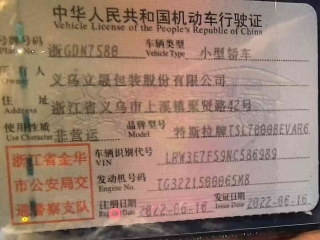 中华人民共和国机动车行驶证
Vehicle License of the People's Republic of China
号牌号码 浙GDN7580 车辆类型 小型轿车
Plate No. Vehicle Type
所有人 义乌立晟包装股份有限公司
Owner
住址 浙江省义乌市上溪镇聚贤路42号
Address
使用性质 非营运 品牌型号 特斯拉牌TSL7000BEVAR6
Use Character Model
浙江省金华
市公安局交
通警察支队
车辆识别代号 LRW3E7FS9NC586989
VIN
发动机号码 TG3221500065M8
Engine No.
注册日期 2022-06-16 发证日期 2022-06-16
Register Date Issue Date